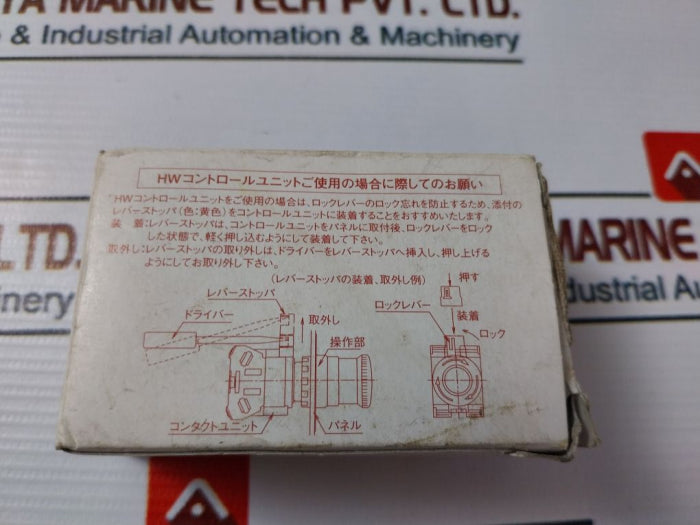 YA MARINE TECH PVT. LTD.
& Industrial Automation & Machinery
HWコントロールユニットご使用の場合に際してのお願い
HWコントロールユニットをご使用の場合は、ロックレバーのロック忘れを防止するため、添付の
レバーストッパ(色:黄色)をコントロールユニットに装着することをおすすめいたします。
装 着:レバーストッパは、コントロールユニットをパネルに取付後、ロックレバーをロック
した状態で、軽く押し込むようにして装着して下さい。
取外し:レバーストッパの取り外しは、ドライバーをレバーストッパへ挿入し、押し上げる
ようにしてお取り外し下さい。
(レバーストッパの装着、取外し例)
押す
レバーストッパ
ロックレバー
装着
ドライバー
取外し
ロック
操作部
コンタクトユニット
パネル
LTD.
inery
MARINE
Industrial Au
MARINE